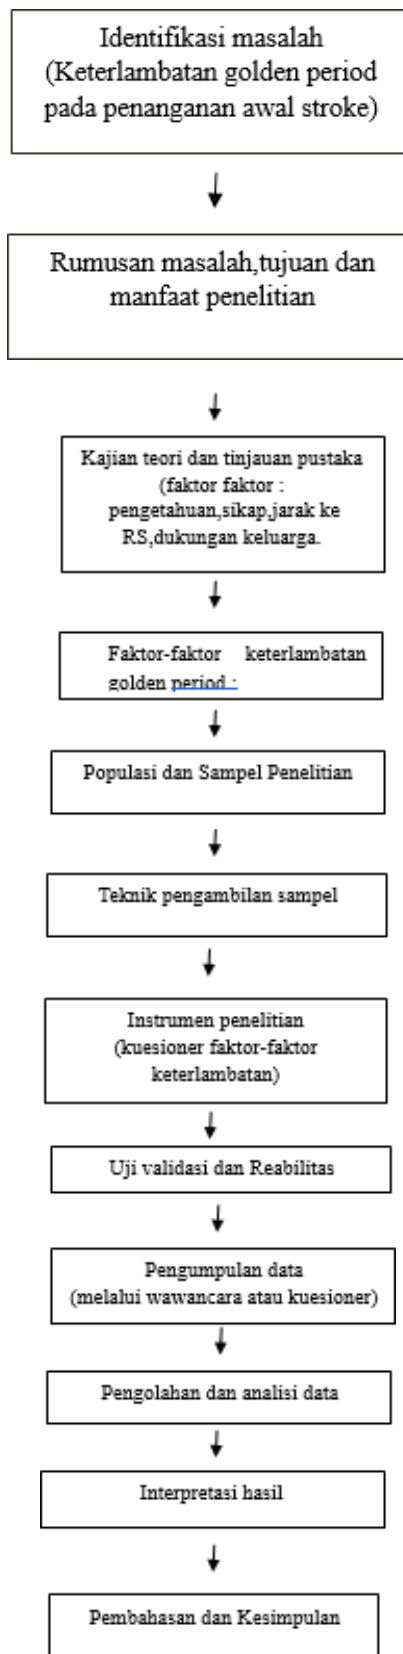 Identifikasi masalah
(Keterlambatan golden period
pada penanganan awal stroke)
Rumusan masalah,tujuan dan
manfaat penelitian
Kajian teori dan tinjauan pustaka
(faktor faktor :
pengetahuan,sikap,jarak ke
RS,dukungan keluarga.
Faktor-faktor keterlambatan
golden period :
Populasi dan Sampel Penelitian
Teknik pengambilan sampel
Instrumen penelitian
(kuesioner faktor-faktor
keterlambatan)
Uji validasi dan Reabilitas
Pengumpulan data
(melalui wawancara atau kuesioner)
Pengolahan dan analisi data
Interpretasi hasil
Pembahasan dan Kesimpulan